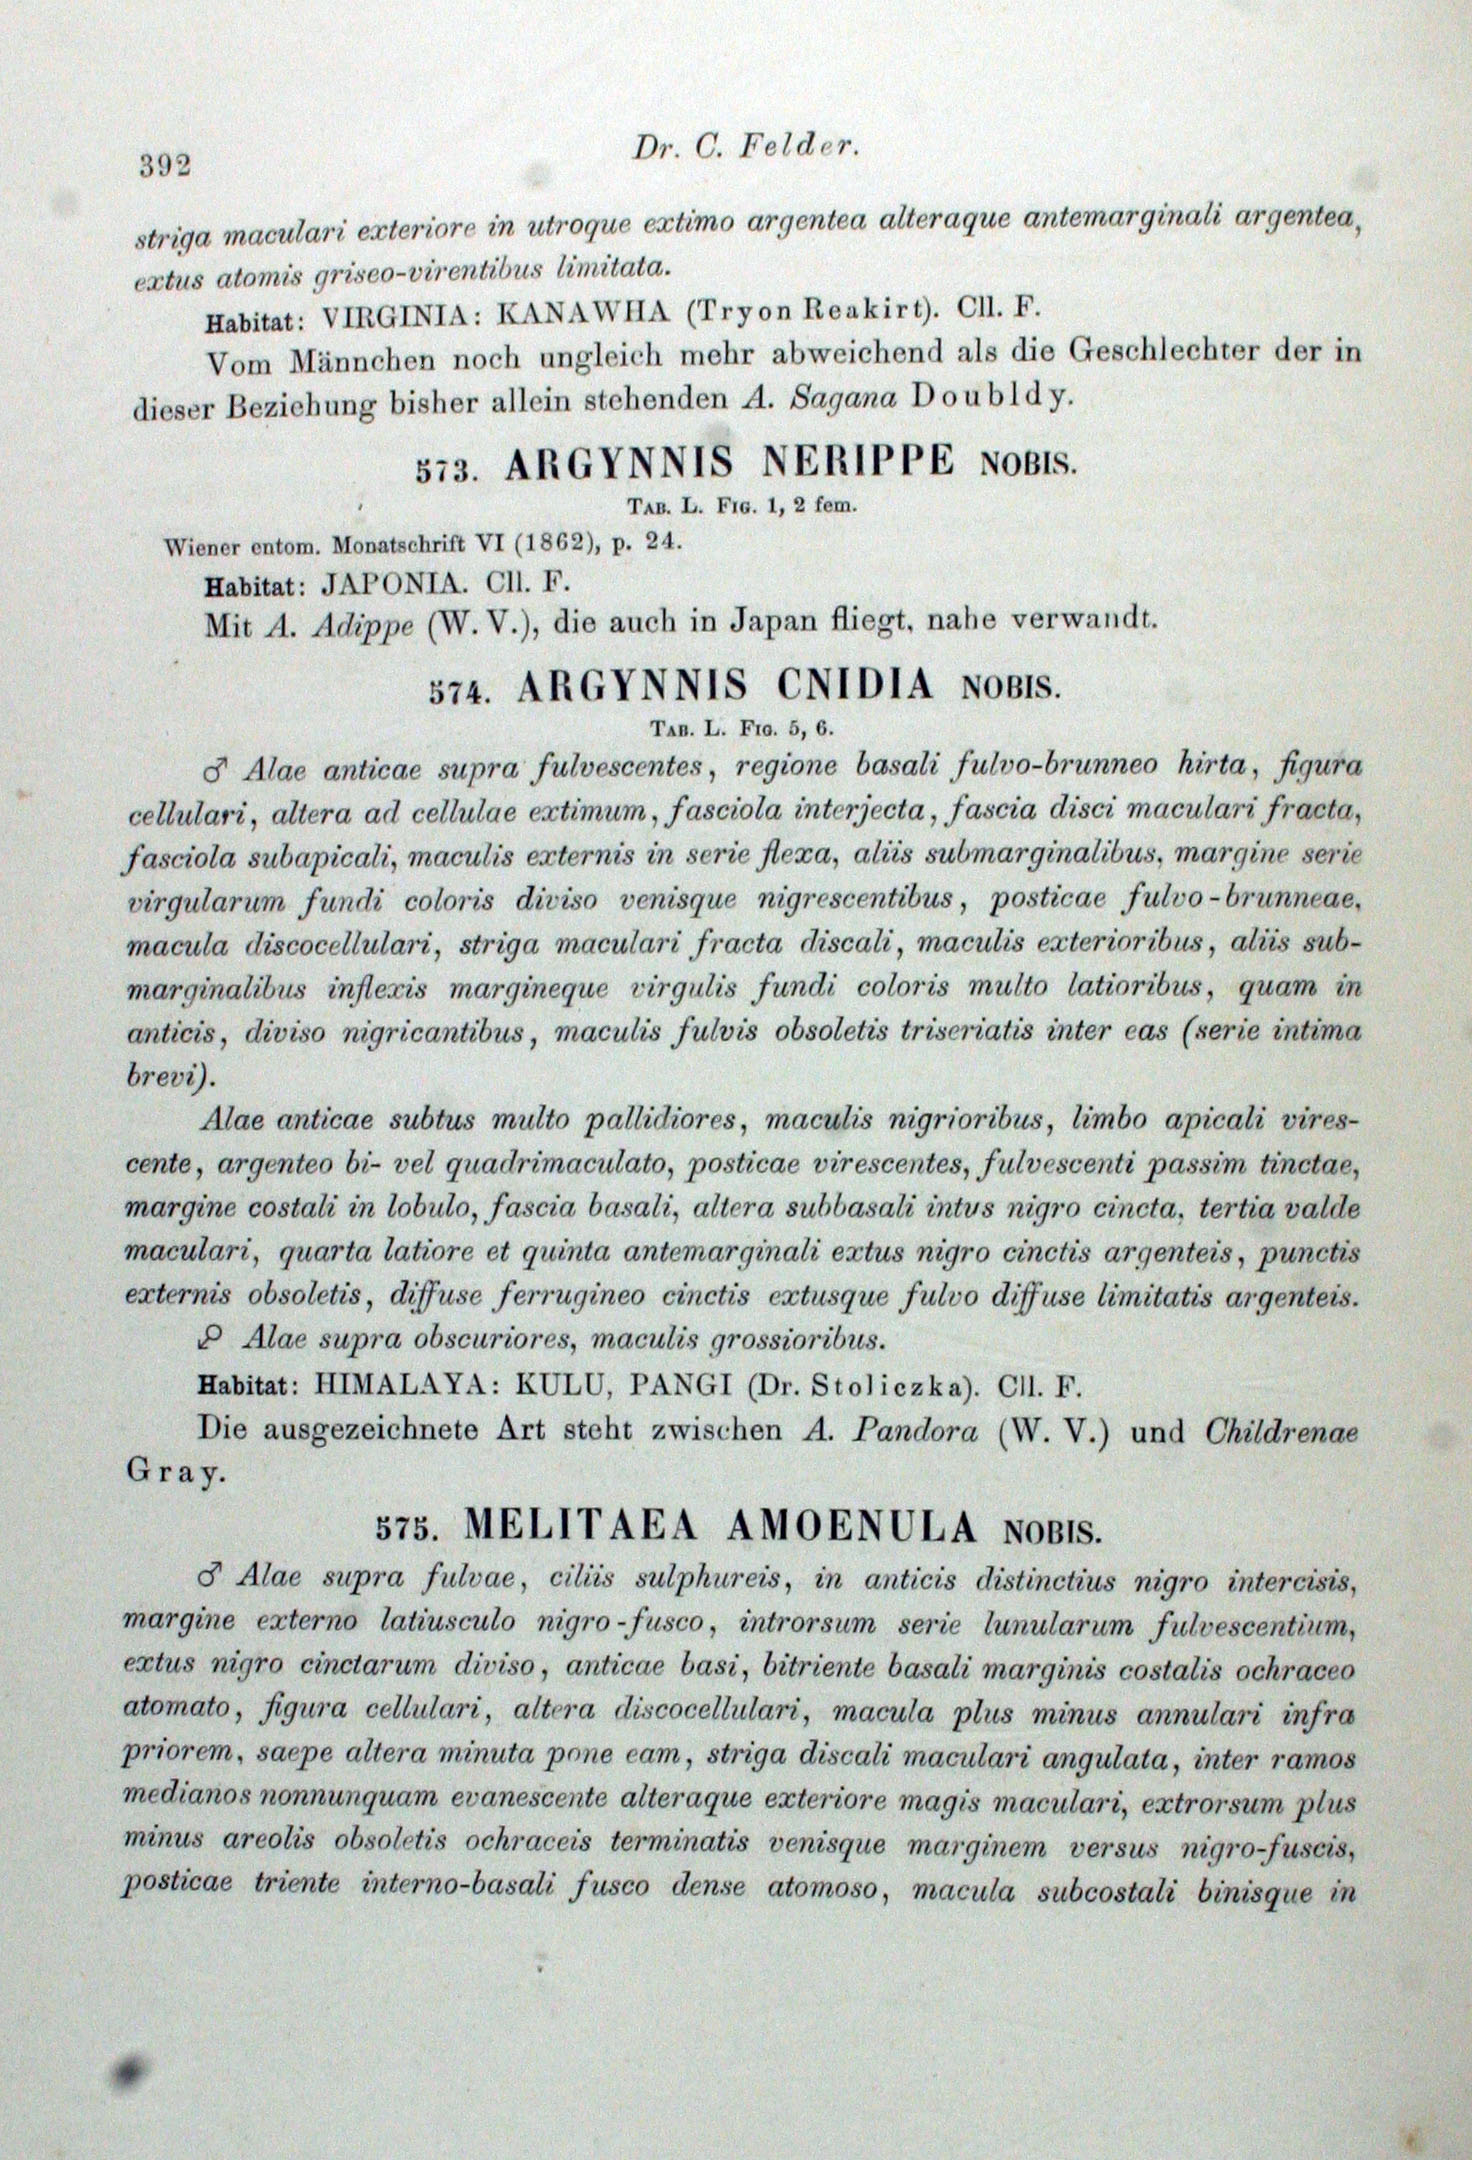 392
Dr. C. Felder.
striga maculari exteriore in utroque extimo argentea alteraque antemarginali argentea,
extus atomis griseo-virentibus limitata.
Habitat: VIRGINIA: KANAWHA (Tryon Reakirt). Cll. F.
Vom Männchen noch ungleich mehr abweichend als die Geschlechter der in
dieser Beziehung bisher allein stehenden A. Sagana Doubldy.
573. ARGYNNIS NERIPPE NOBIS.
TAB. L. FIG. 1, 2 fem.
Wiener entom. Monatschrift VI (1862), p. 24.
Habitat: JAPONIA. Cll. F.
Mit A. Adippe (W. V.), die auch in Japan fliegt, nahe verwandt.
574. ARGYNNIS CNIDIA NOBIS.
TAB. L. FIG. 5, 6.
♂ Alae anticae supra fulvescentes, regione basali fulvo-brunneo hirta, figura
cellulari, altera ad cellulae extimum, fasciola interjecta, fascia disci maculari fracta,
fasciola subapicali, maculis externis in serie flexa, aliis submarginalibus, margine serie
virgularum fundi coloris diviso venisque nigrescentibus, posticae fulvo-brunneae,
macula discocellulari, striga maculari fracta discali, maculis exterioribus, aliis sub-
marginalibus inflexis margineque virgulis fundi coloris multo latioribus, quam in
anticis, diviso nigricantibus, maculis fulvis obsoletis triseriatis inter eas (serie intima
brevi).
Alae anticae subtus multo pallidiores, maculis nigrioribus, limbo apicali vires-
cente, argenteo bi- vel quadrimaculato, posticae virescentes, fulvescenti passim tinctae,
margine costali in lobulo, fascia basali, altera subbasali intus nigro cincta, tertia valde
maculari, quarta latiore et quinta antemarginali extus nigro cinctis argenteis, punctis
externis obsoletis, diffuse ferrugineo cinctis extusque fulvo diffuse limitatis argenteis.
♀ Alae supra obscuriores, maculis grossioribus.
Habitat: HIMALAYA: KULU, PANGI (Dr. Stoliczka). Cll. F.
Die ausgezeichnete Art steht zwischen A. Pandora (W. V.) und Childrenae
Gray.
575. MELITAEA AMOENULA NOBIS.
♂ Alae supra fulvae, ciliis sulphureis, in anticis distinctius nigro intercisis,
margine externo latiusculo nigro-fusco, introrsum serie lunularum fulvescentium,
extus nigro cinctarum diviso, anticae basi, bitriente basali marginis costalis ochraceo
atomato, figura cellulari, altera discocellulari, macula plus minus annulari infra
priorem, saepe altera minuta pone eam, striga discali maculari angulata, inter ramos
medianos nonnunquam evanescente alteraque exteriore magis maculari, extrorsum plus
minus areolis obsoletis ochraceis terminatis venisque marginem versus nigro-fuscis,
posticae triente interno-basali fusco dense atomoso, macula subcostali binisque in